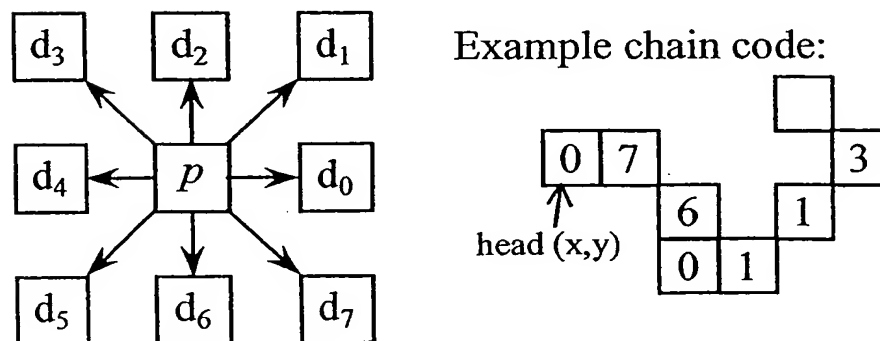 d₃ d₂ d₁
d₄ p d₀
d₅ d₆ d₇
Example chain code:
0 7 3
6 1
head (x,y)
0 1